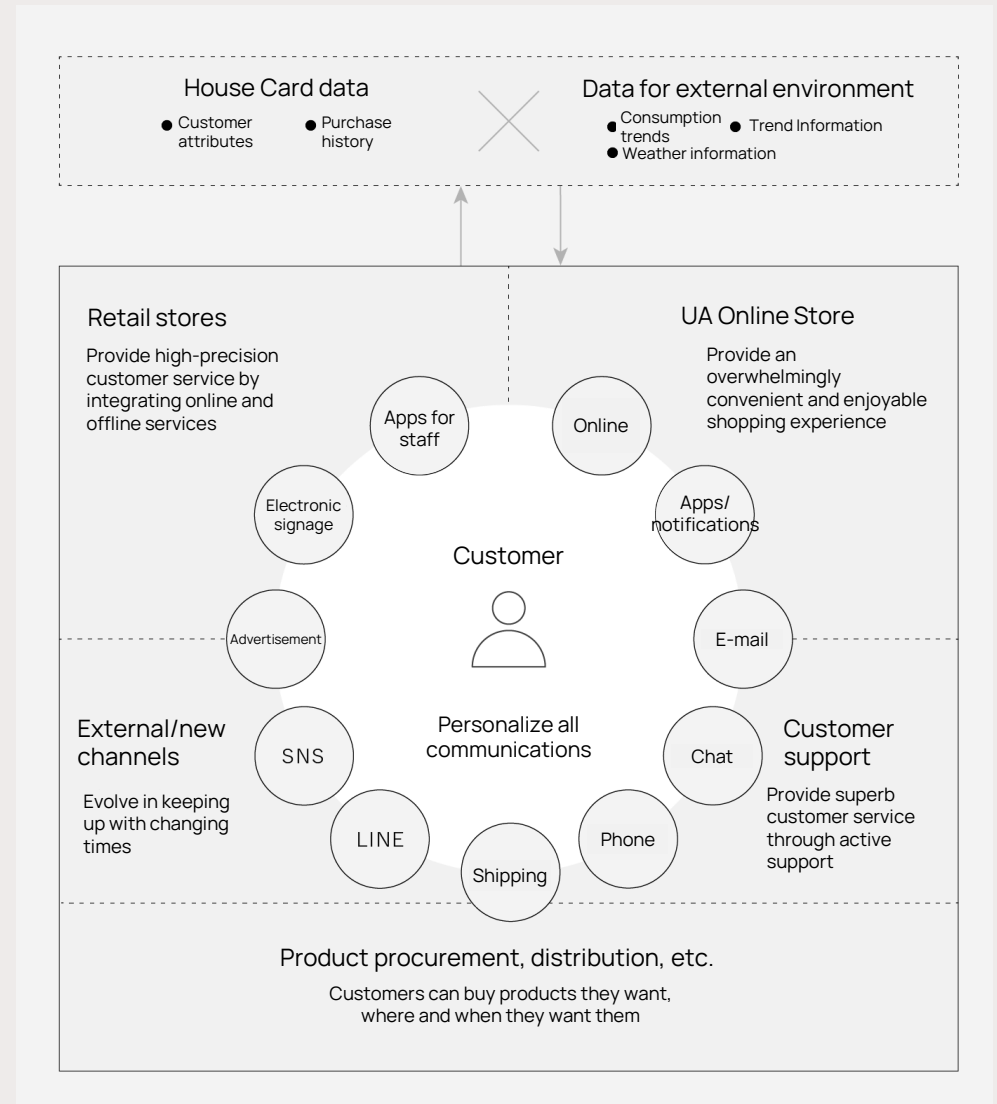 House Card data
Customer
attributes
Purchase
history
Data for external environment
Consumption
trends
Trend Information
Weather information
Retail stores
Provide high-precision
customer service by
integrating online and
offline services
UA Online Store
Provide an
overwhelmingly
convenient and enjoyable
shopping experience
Apps for
staff
Online
Electronic
signage
Apps/
notifications
Customer
Advertisement
E-mail
Personalize all
communications
External/new
channels
Evolve in keeping
up with changing
times
SNS
Chat
Customer
support
Provide superb
customer service
through active
support
LINE
Phone
Shipping
Product procurement, distribution, etc.
Customers can buy products they want,
where and when they want them